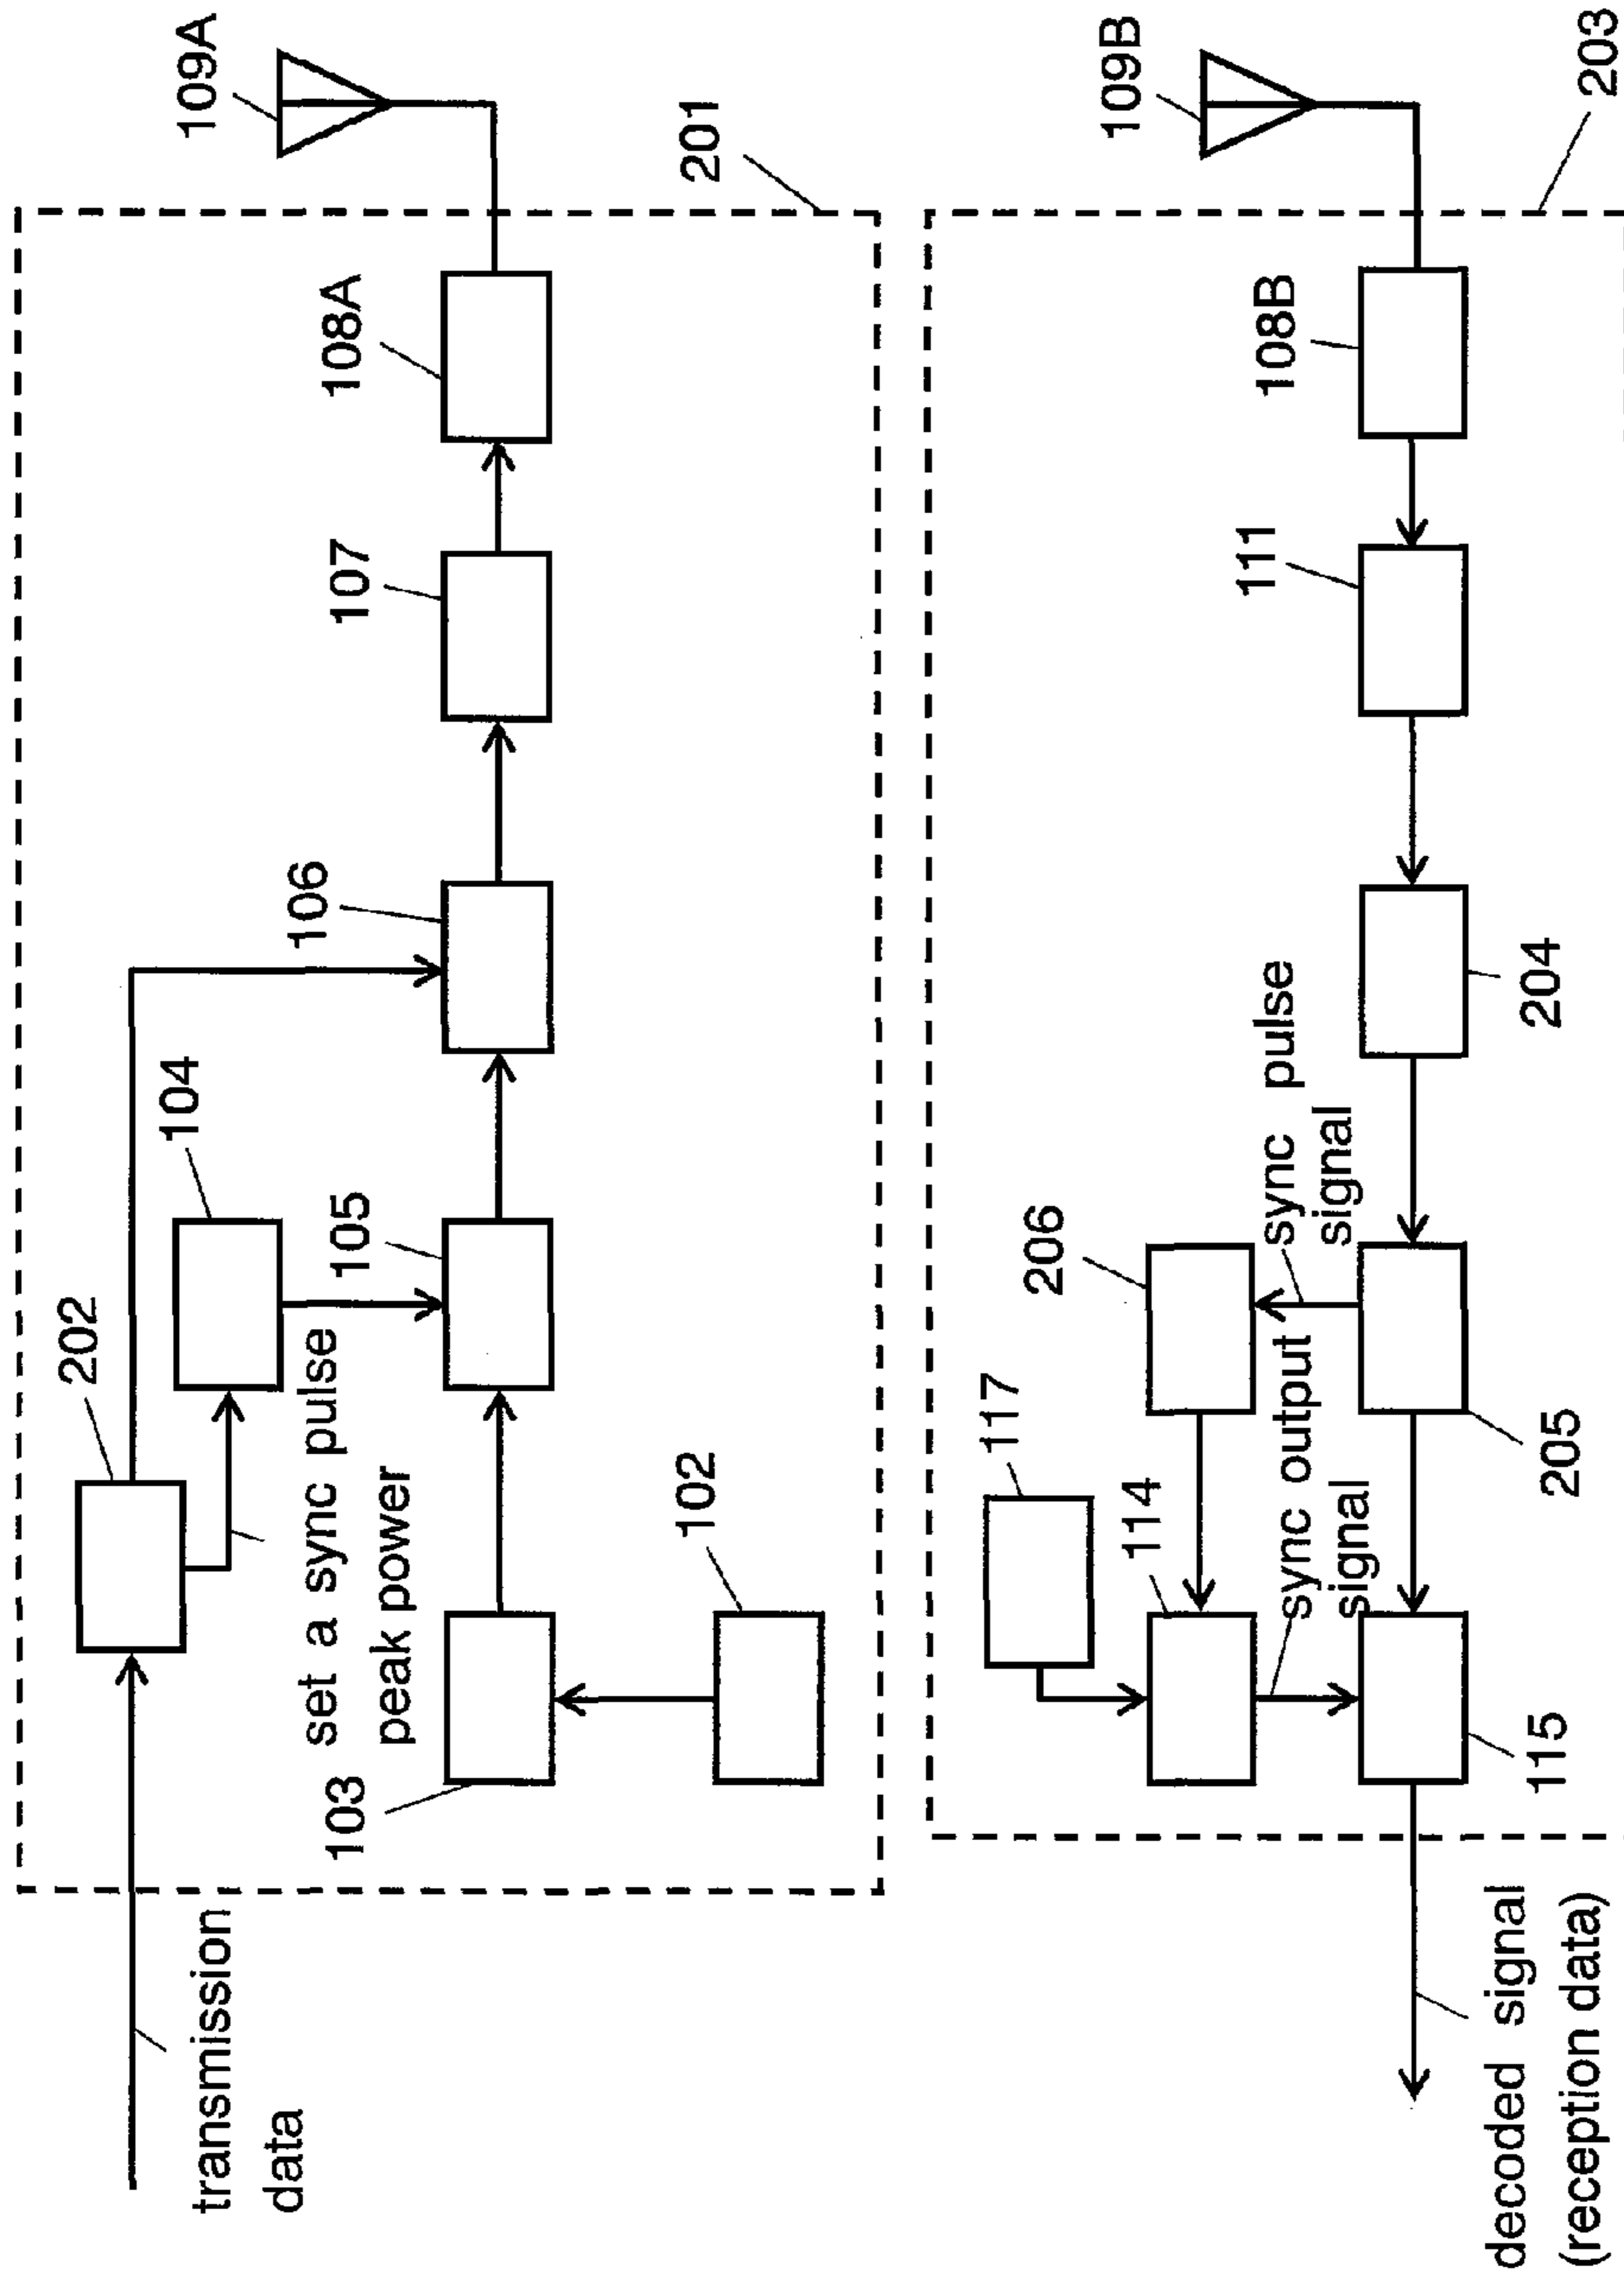 109A
201
108A
107
106
104
105
202
set a sync pulse
peak power
102
103
transmission
data
109B
203
108B
111
204
sync pulse
signal
206
205
117
sync output
signal
114
115
decoded signal
(reception data)